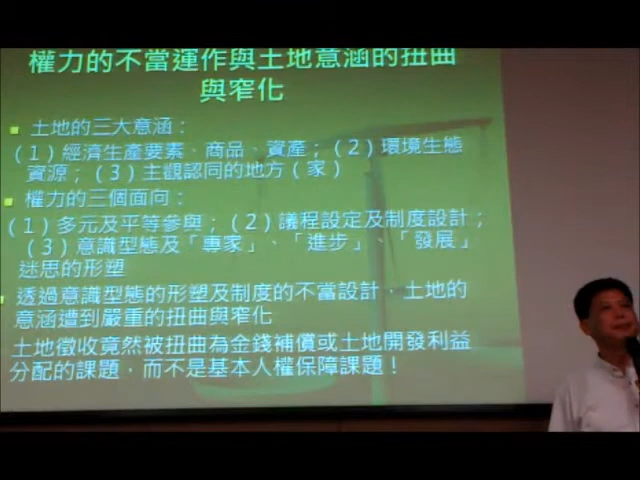 權力的不當運作與土地意涵的扭曲
與窄化
土地的三大意涵：
（1）經濟生產要素、商品、資產；（2）環境生態
資源；（3）主觀認同的地方（家）
權力的三個面向：
（1）多元及平等參與；（2）議程設定及制度設計；
（3）意識型態及「專家」、「進步」、「發展」
迷思的形塑
透過意識型態的形塑及制度的不當設計，土地的
意涵遭到嚴重的扭曲與窄化
土地徵收竟然被扭曲為金錢補償或土地開發利益
分配的課題，而不是基本人權保障課題！